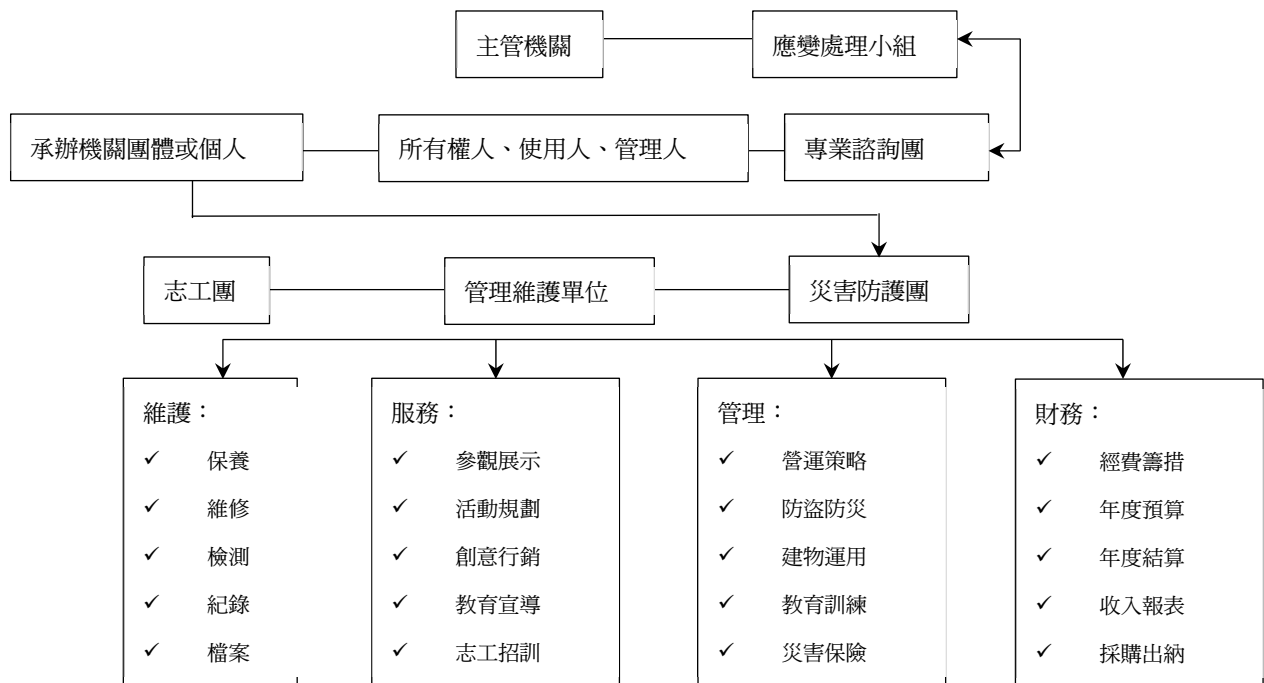 主管機關
應變處理小組
承辦機關團體或個人
所有權人、使用人、管理人
專業諮詢團
志工團
管理維護單位
災害防護團
維護：
✓ 保養
✓ 維修
✓ 檢測
✓ 紀錄
✓ 檔案
服務：
✓ 參觀展示
✓ 活動規劃
✓ 創意行銷
✓ 教育宣導
✓ 志工招訓
管理：
✓ 營運策略
✓ 防盜防災
✓ 建物運用
✓ 教育訓練
✓ 災害保險
財務：
✓ 經費籌措
✓ 年度預算
✓ 年度結算
✓ 收入報表
✓ 採購出納